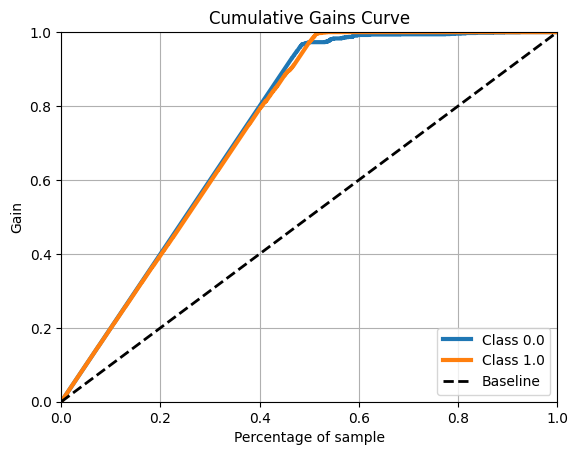 Cumulative Gains Curve
Gain
1.0
0.8
0.6
0.4
0.2
0.0
0.0 0.2 0.4 0.6 0.8 1.0
Percentage of sample
Class 0.0
Class 1.0
Baseline